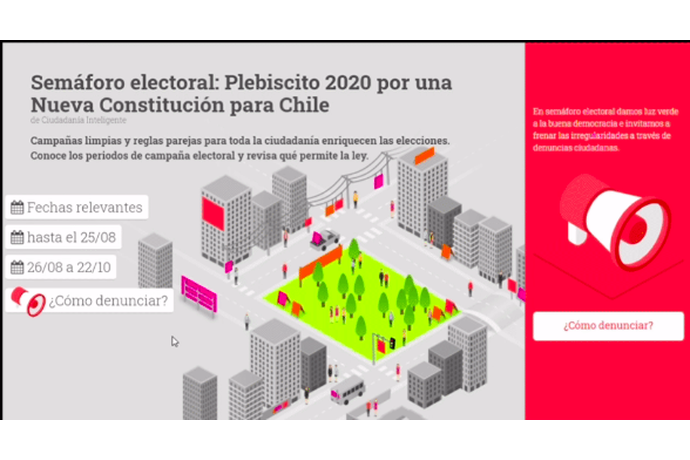 Semáforo electoral: Plebiscito 2020 por una
Nueva Constitución para Chile
de Ciudadanía Inteligente
Campañas limpias y reglas parejas para toda la ciudadanía enriquecen las elecciones.
Conoce los periodos de campaña electoral y revisa qué permite la ley.
Fechas relevantes
hasta el 25/08
26/08 a 22/10
¿Cómo denunciar?
En semáforo electoral damos luz verde
a la buena democracia e invitamos a
frenar las irregularidades a través de
denuncias ciudadanas.
¿Cómo denunciar?